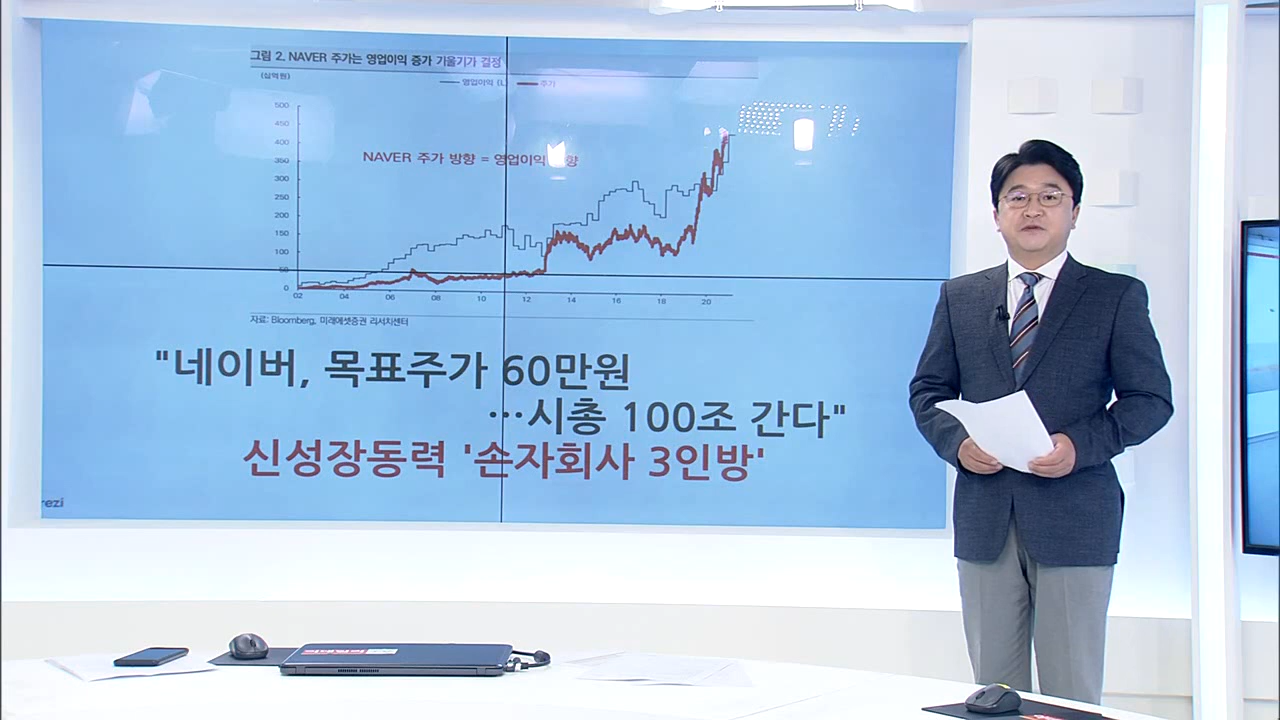 그림 2. NAVER 주가는 영업이익 증가 기울기가 결정
(십억원)
영업이익 (L) 주가
500
450
400
350
300
250
200
150
100
50
0
NAVER 주가 방향 = 영업이익
02 04 06 08 10 12 14 16 18 20
자료: Bloomberg, 미래에셋증권 리서치센터
"네이버, 목표주가 60만원
…시총 100조 간다"
신성장동력 '손자회사 3인방'
rezi